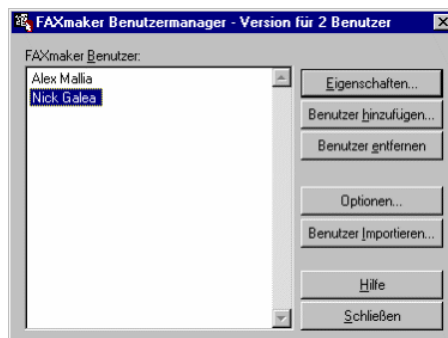 FAXmaker Benutzermanager - Version für 2 Benutzer
FAXmaker Benutzer:
Alex Mallia
Nick Galea
Eigenschaften...
Benutzer hinzufügen...
Benutzer entfernen
Optionen...
Benutzer Importieren...
Hilfe
Schließen